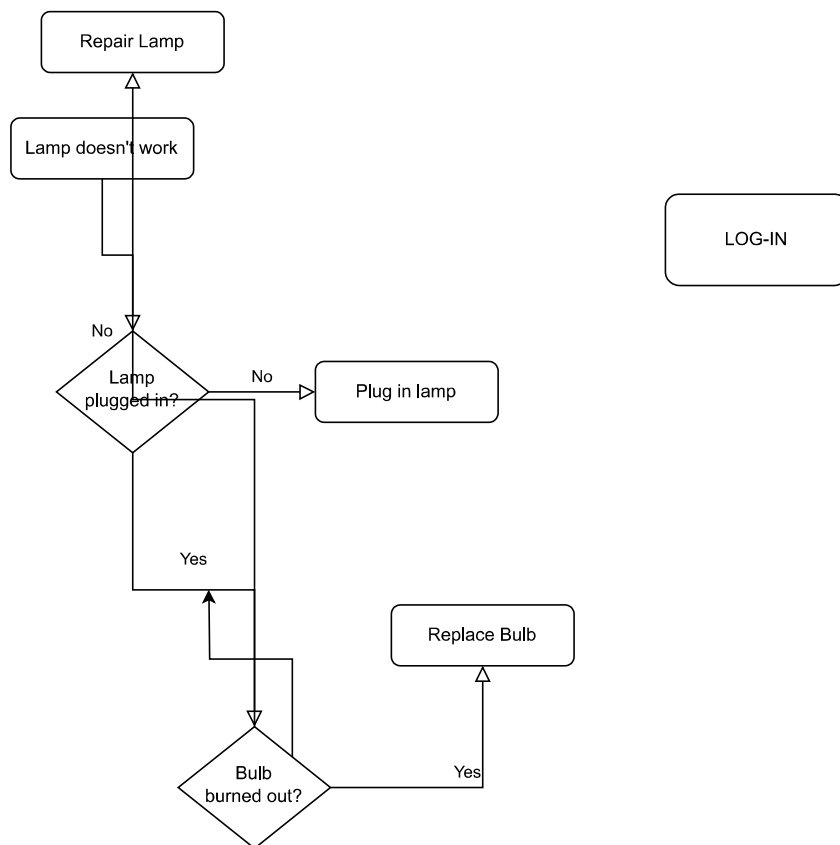 Repair Lamp
Lamp doesn't work
LOG-IN
No
Lamp
plugged in?
No
Plug in lamp
Yes
Replace Bulb
Bulb
burned out?
Yes